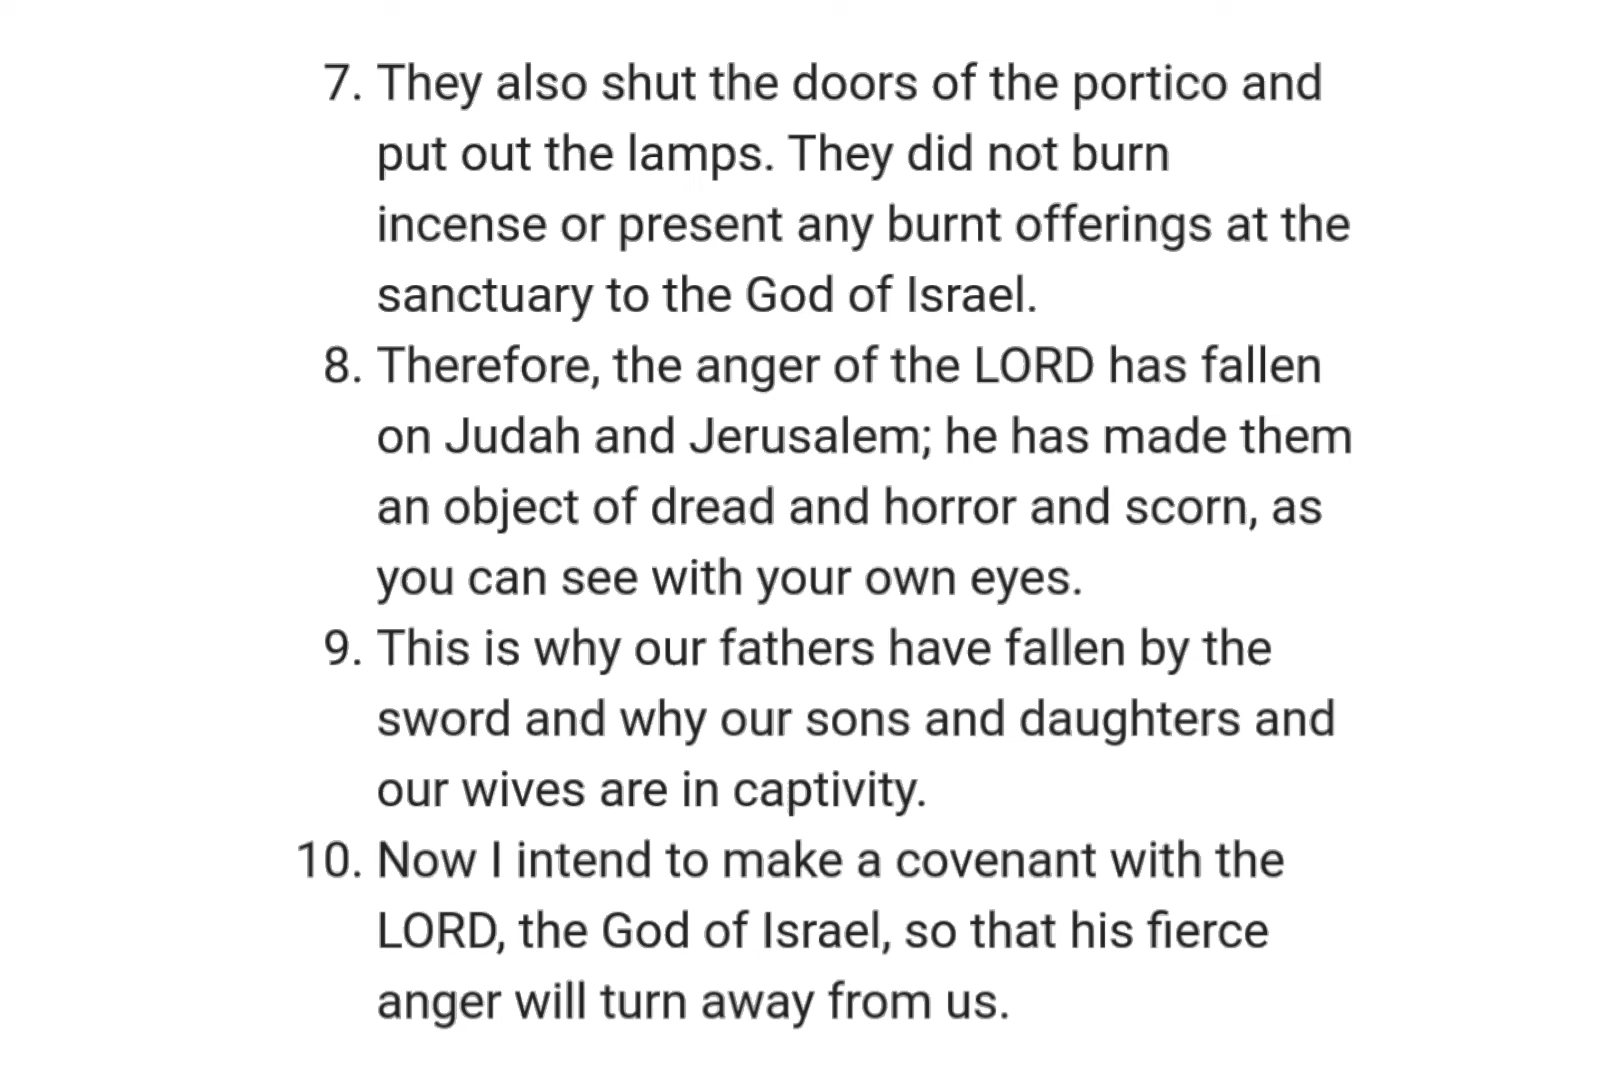 7. They also shut the doors of the portico and
put out the lamps. They did not burn
incense or present any burnt offerings at the
sanctuary to the God of Israel.
8. Therefore, the anger of the LORD has fallen
on Judah and Jerusalem; he has made them
an object of dread and horror and scorn, as
you can see with your own eyes.
9. This is why our fathers have fallen by the
sword and why our sons and daughters and
our wives are in captivity.
10. Now I intend to make a covenant with the
LORD, the God of Israel, so that his fierce
anger will turn away from us.